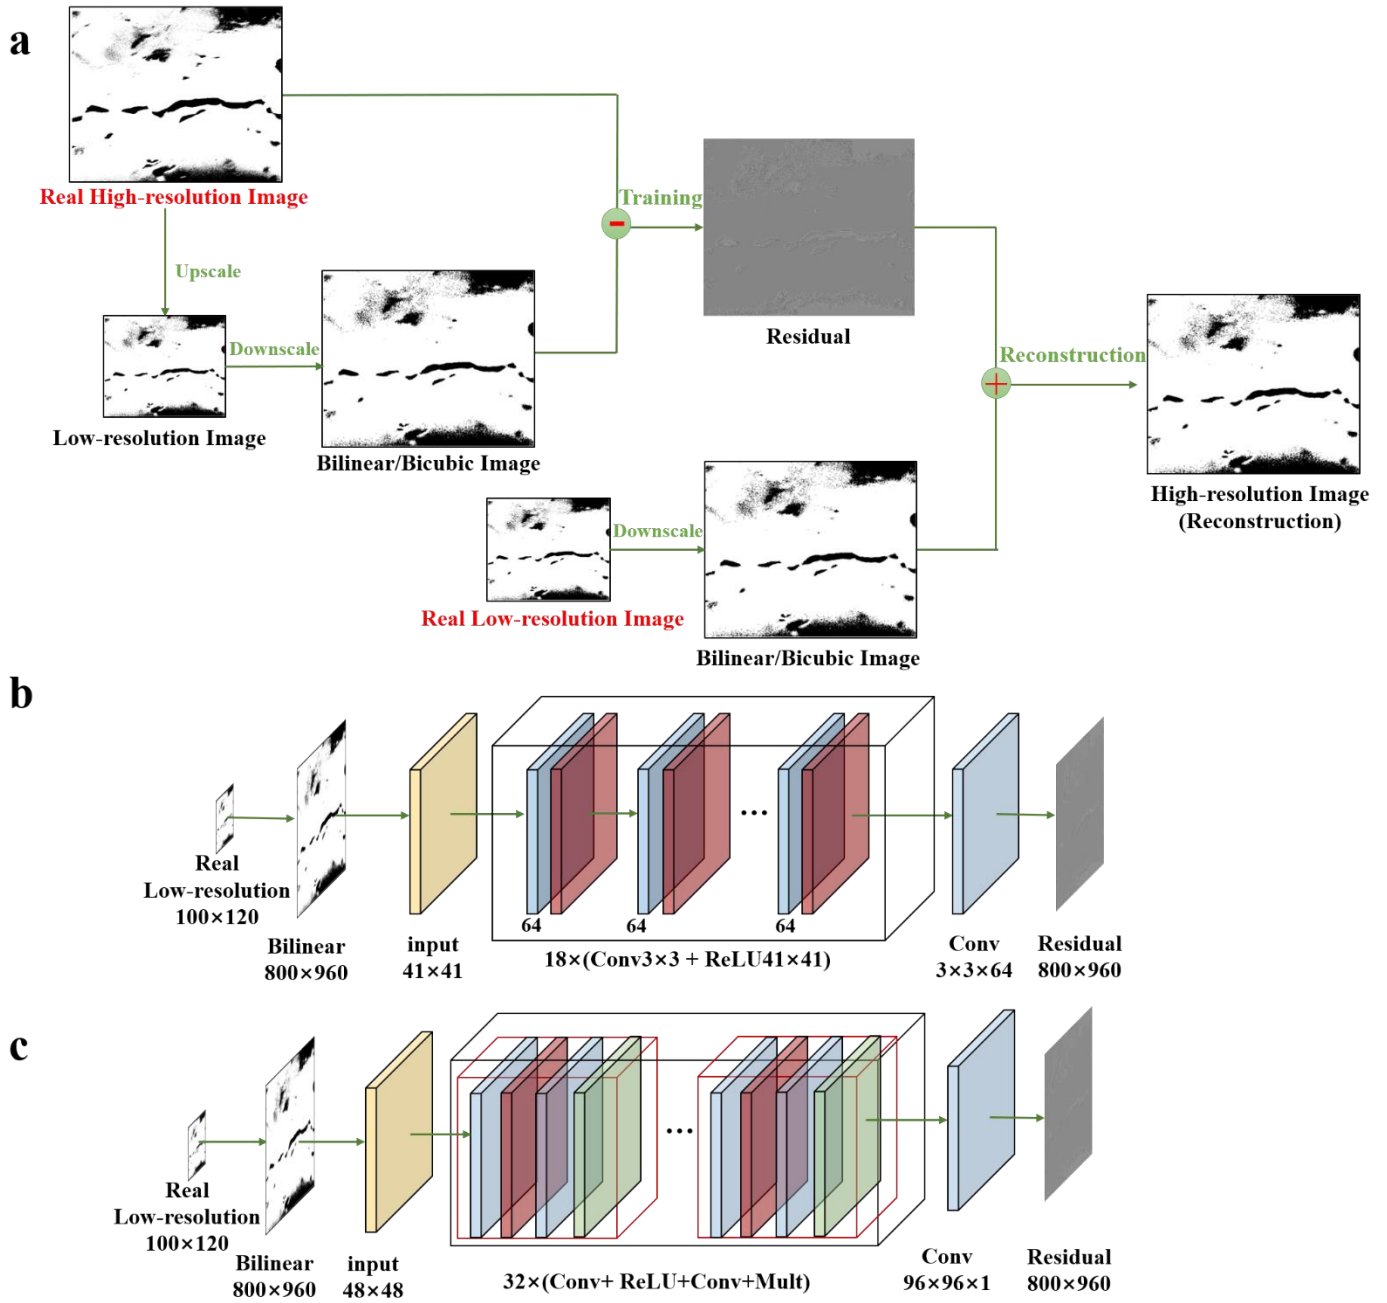 a
Real High-resolution Image
Upscale
Low-resolution Image
Downscale
Bilinear/Bicubic Image
Training
Residual
Real Low-resolution Image
Downscale
Bilinear/Bicubic Image
Reconstruction
High-resolution Image
(Reconstruction)
b
Real
Low-resolution
100×120
Bilinear
800×960
input
41×41
64
64
...
64
18×(Conv3×3 + ReLU41×41)
Conv
3×3×64
Residual
800×960
c
Real
Low-resolution
100×120
Bilinear
800×960
input
48×48
...
32×(Conv+ ReLU+Conv+Mult)
Conv
96×96×1
Residual
800×960